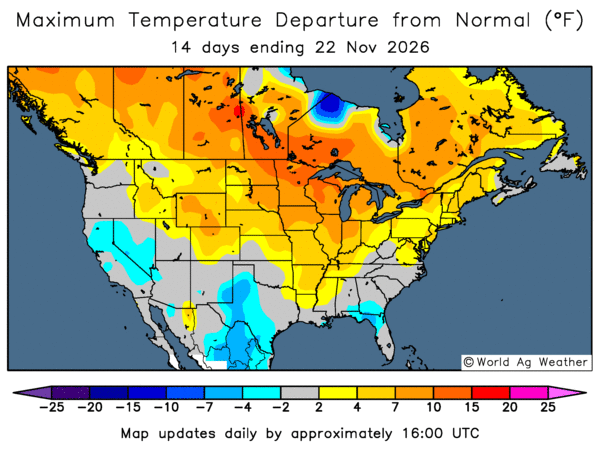 Maximum Temperature Departure from Normal (°F)
14 days ending 22 Nov 2026
© World Ag Weather
-25 -20 -15 -10 -7 -4 -2 2 4 7 10 15 20 25
Map updates daily by approximately 16:00 UTC